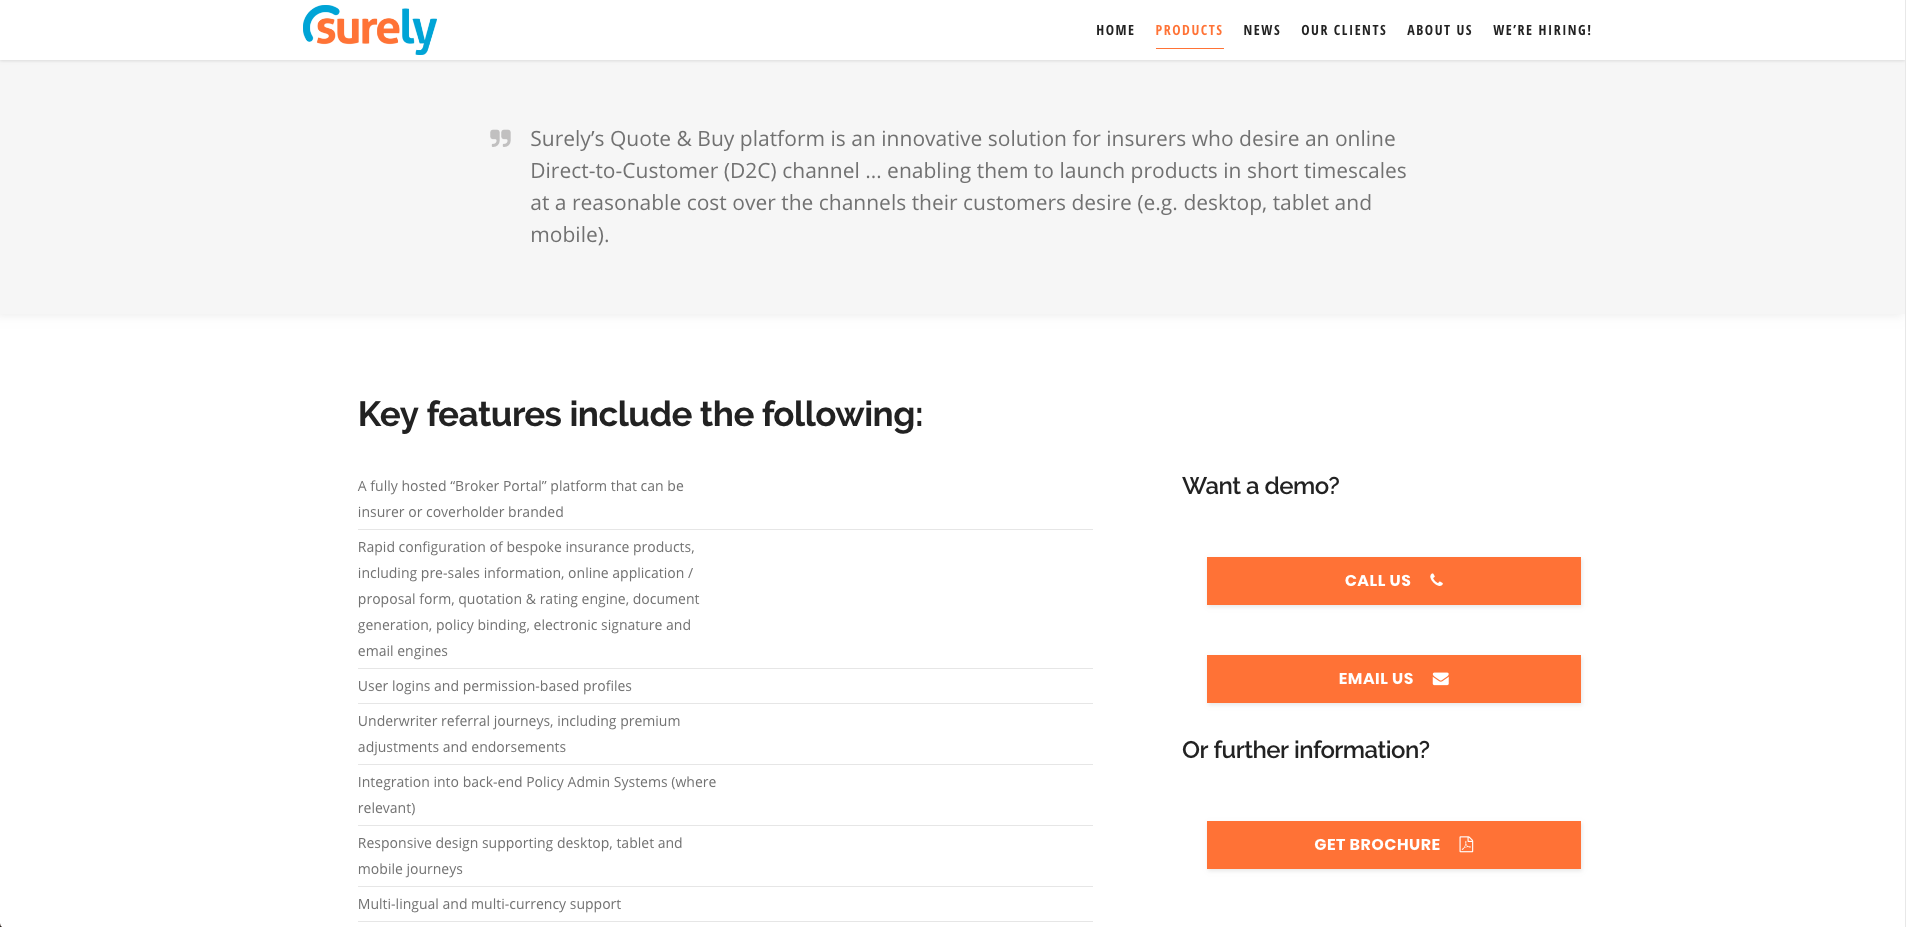 surely
HOME PRODUCTS NEWS OUR CLIENTS ABOUT US WE’RE HIRING!
Surely’s Quote & Buy platform is an innovative solution for insurers who desire an online
Direct-to-Customer (D2C) channel ... enabling them to launch products in short timescales
at a reasonable cost over the channels their customers desire (e.g. desktop, tablet and
mobile).
Key features include the following:
A fully hosted “Broker Portal” platform that can be
insurer or coverholder branded
Rapid configuration of bespoke insurance products,
including pre-sales information, online application /
proposal form, quotation & rating engine, document
generation, policy binding, electronic signature and
email engines
User logins and permission-based profiles
Underwriter referral journeys, including premium
adjustments and endorsements
Integration into back-end Policy Admin Systems (where
relevant)
Responsive design supporting desktop, tablet and
mobile journeys
Multi-lingual and multi-currency support
Want a demo?
CALL US
EMAIL US
Or further information?
GET BROCHURE